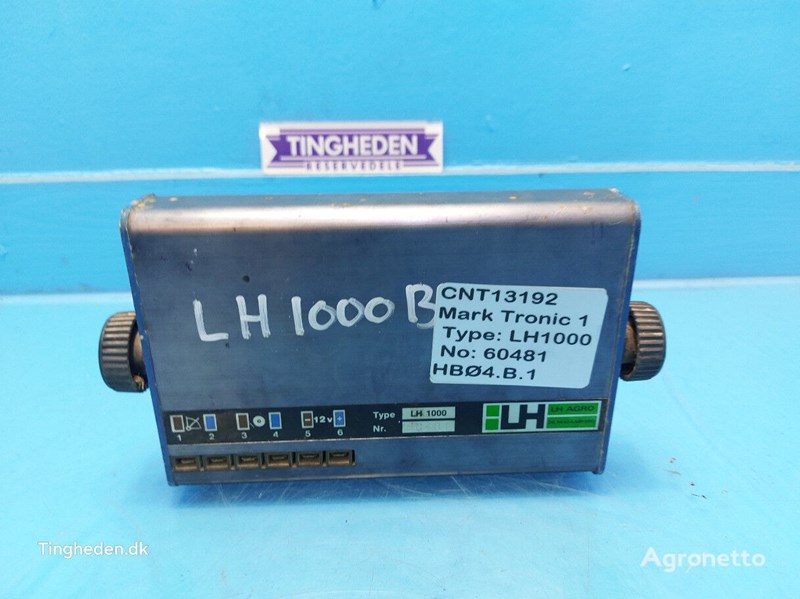 TINGHEDEN
RESERVEDELE
LH 1000 B
CNT13192
Mark Tronic 1
Type: LH1000
No: 60481
HBØ4.B.1
12v
1 2 3 4 5 6
Type LH 1000
Nr.
LH LH AGRO
Tingheden.dk
Agronetto